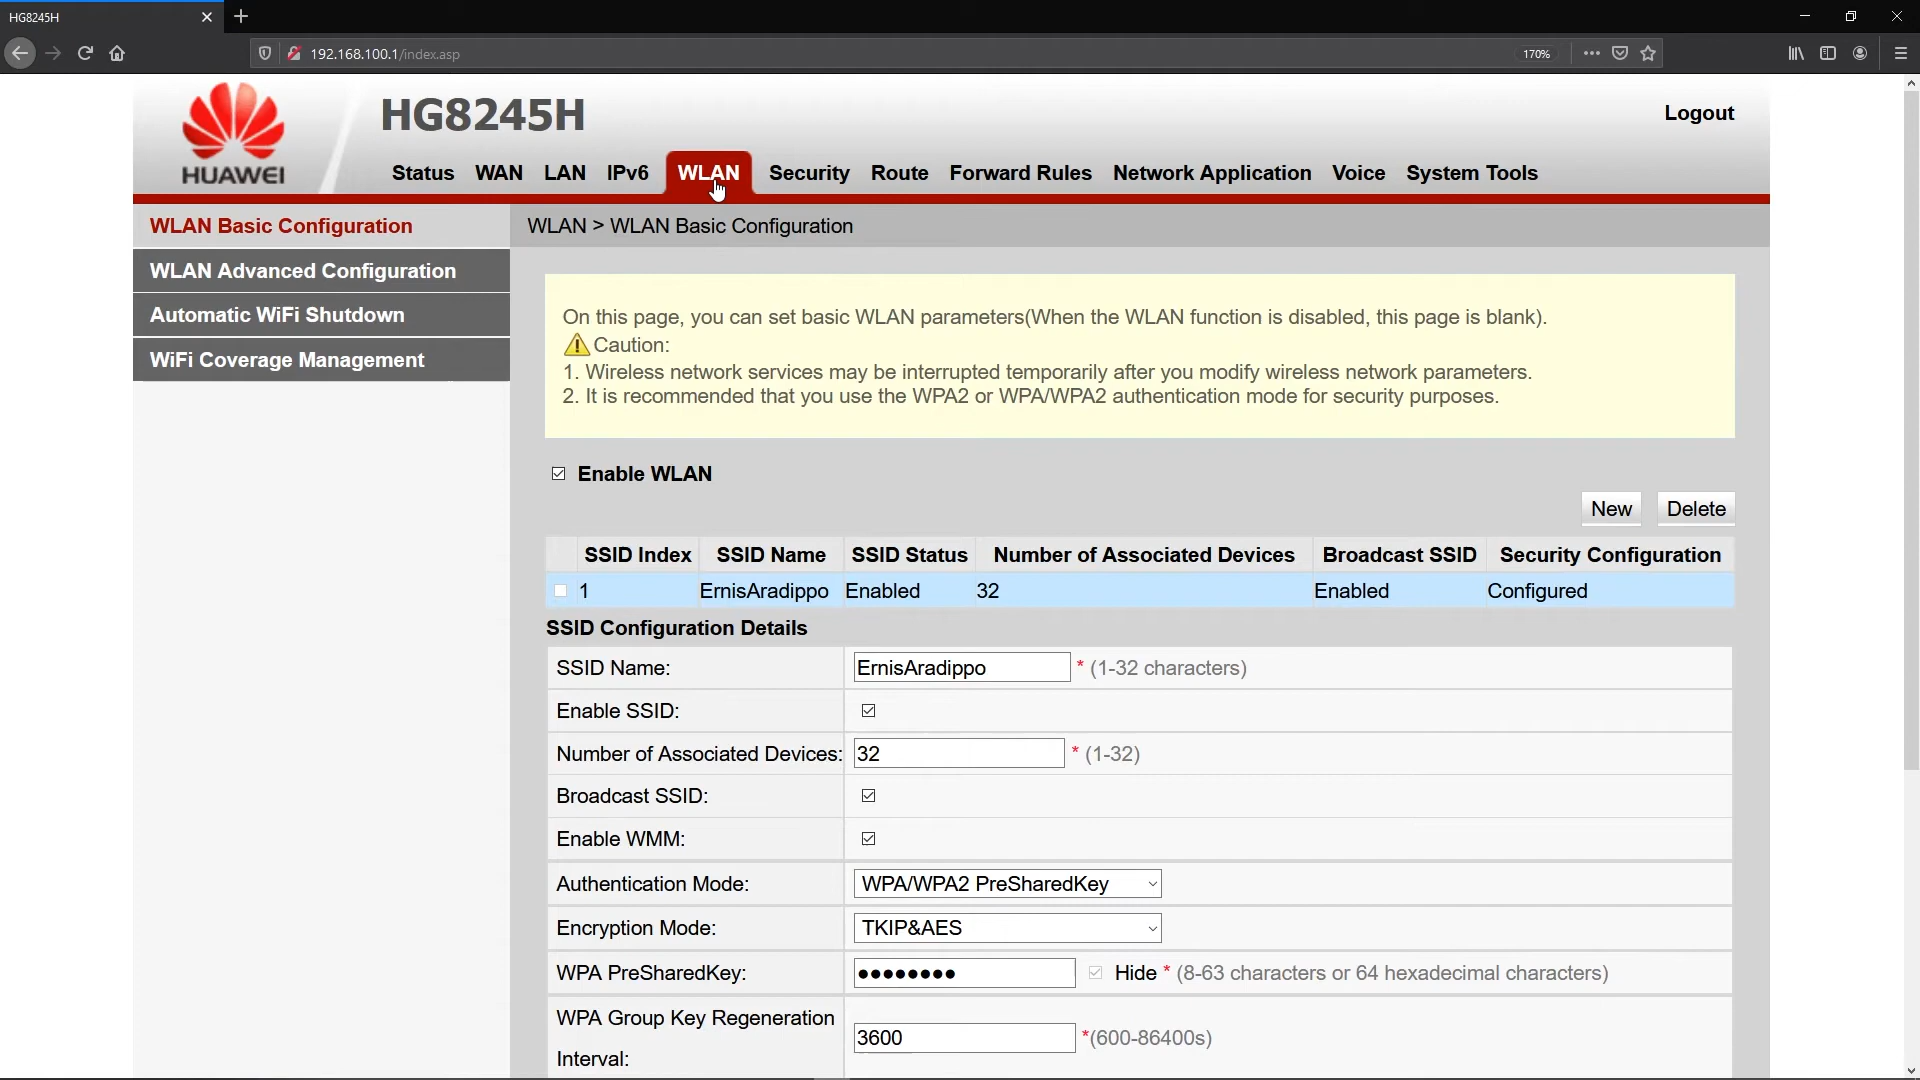 HG8245H
192.168.100.1/index.asp
170%
HUAWEI
HG8245H
Logout
Status WAN LAN IPv6 WLAN Security Route Forward Rules Network Application Voice System Tools
WLAN Basic Configuration
WLAN Advanced Configuration
Automatic WiFi Shutdown
WiFi Coverage Management
WLAN > WLAN Basic Configuration
On this page, you can set basic WLAN parameters(When the WLAN function is disabled, this page is blank).
Caution:
1. Wireless network services may be interrupted temporarily after you modify wireless network parameters.
2. It is recommended that you use the WPA2 or WPA/WPA2 authentication mode for security purposes.
Enable WLAN
New Delete
SSID Index SSID Name SSID Status Number of Associated Devices Broadcast SSID Security Configuration
1 ErnisAradippo Enabled 32 Enabled Configured
SSID Configuration Details
SSID Name: ErnisAradippo * (1-32 characters)
Enable SSID:
Number of Associated Devices: 32 * (1-32)
Broadcast SSID:
Enable WMM:
Authentication Mode: WPA/WPA2 PreSharedKey
Encryption Mode: TKIP&AES
WPA PreSharedKey: ●●●●●●●● Hide * (8-63 characters or 64 hexadecimal characters)
WPA Group Key Regeneration
3600 *(600-86400s)
Interval: